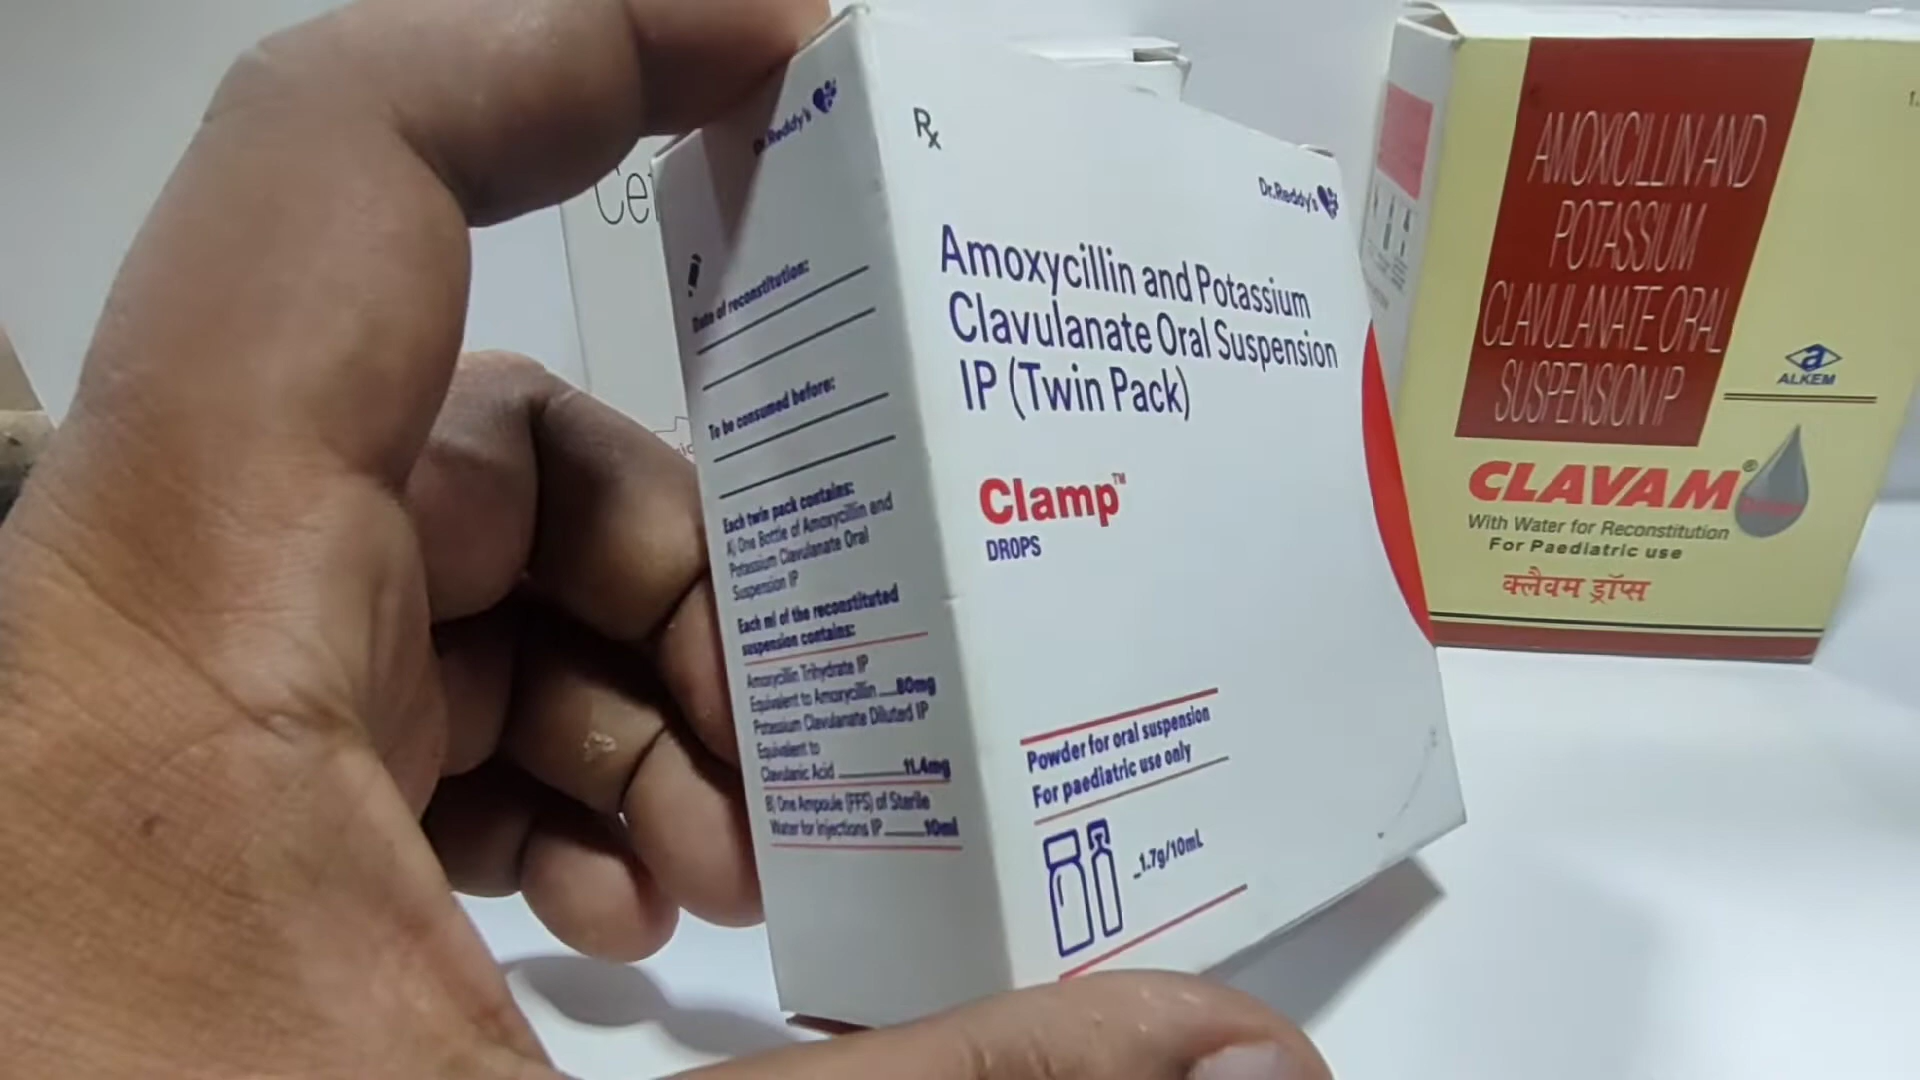 Dr.Reddy's
Date of reconstitution:
To be consumed before:
Each twin pack contains:
A) One Bottle of Amoxycillin and
Potassium Clavulanate Oral
Suspension IP
Each ml of the reconstituted
suspension contains:
Amoxycillin Trihydrate IP
Equivalent to Amoxycillin 80mg
Potassium Clavulanate Diluted IP
Equivalent to
Clavulanic Acid 11.4mg
B) One Ampoule (FFS) of Sterile
Water for Injections IP 10ml
Rx
Dr.Reddy's
Amoxycillin and Potassium
Clavulanate Oral Suspension
IP (Twin Pack)
Clamp™
DROPS
Powder for oral suspension
For paediatric use only
1.7g/10mL
AMOXICILLIN AND
POTASSIUM
CLAVULANATE ORAL
SUSPENSION IP
ALKEM
CLAVAM®
With Water for Reconstitution
For Paediatric use
क्लैवम ड्रॉप्स